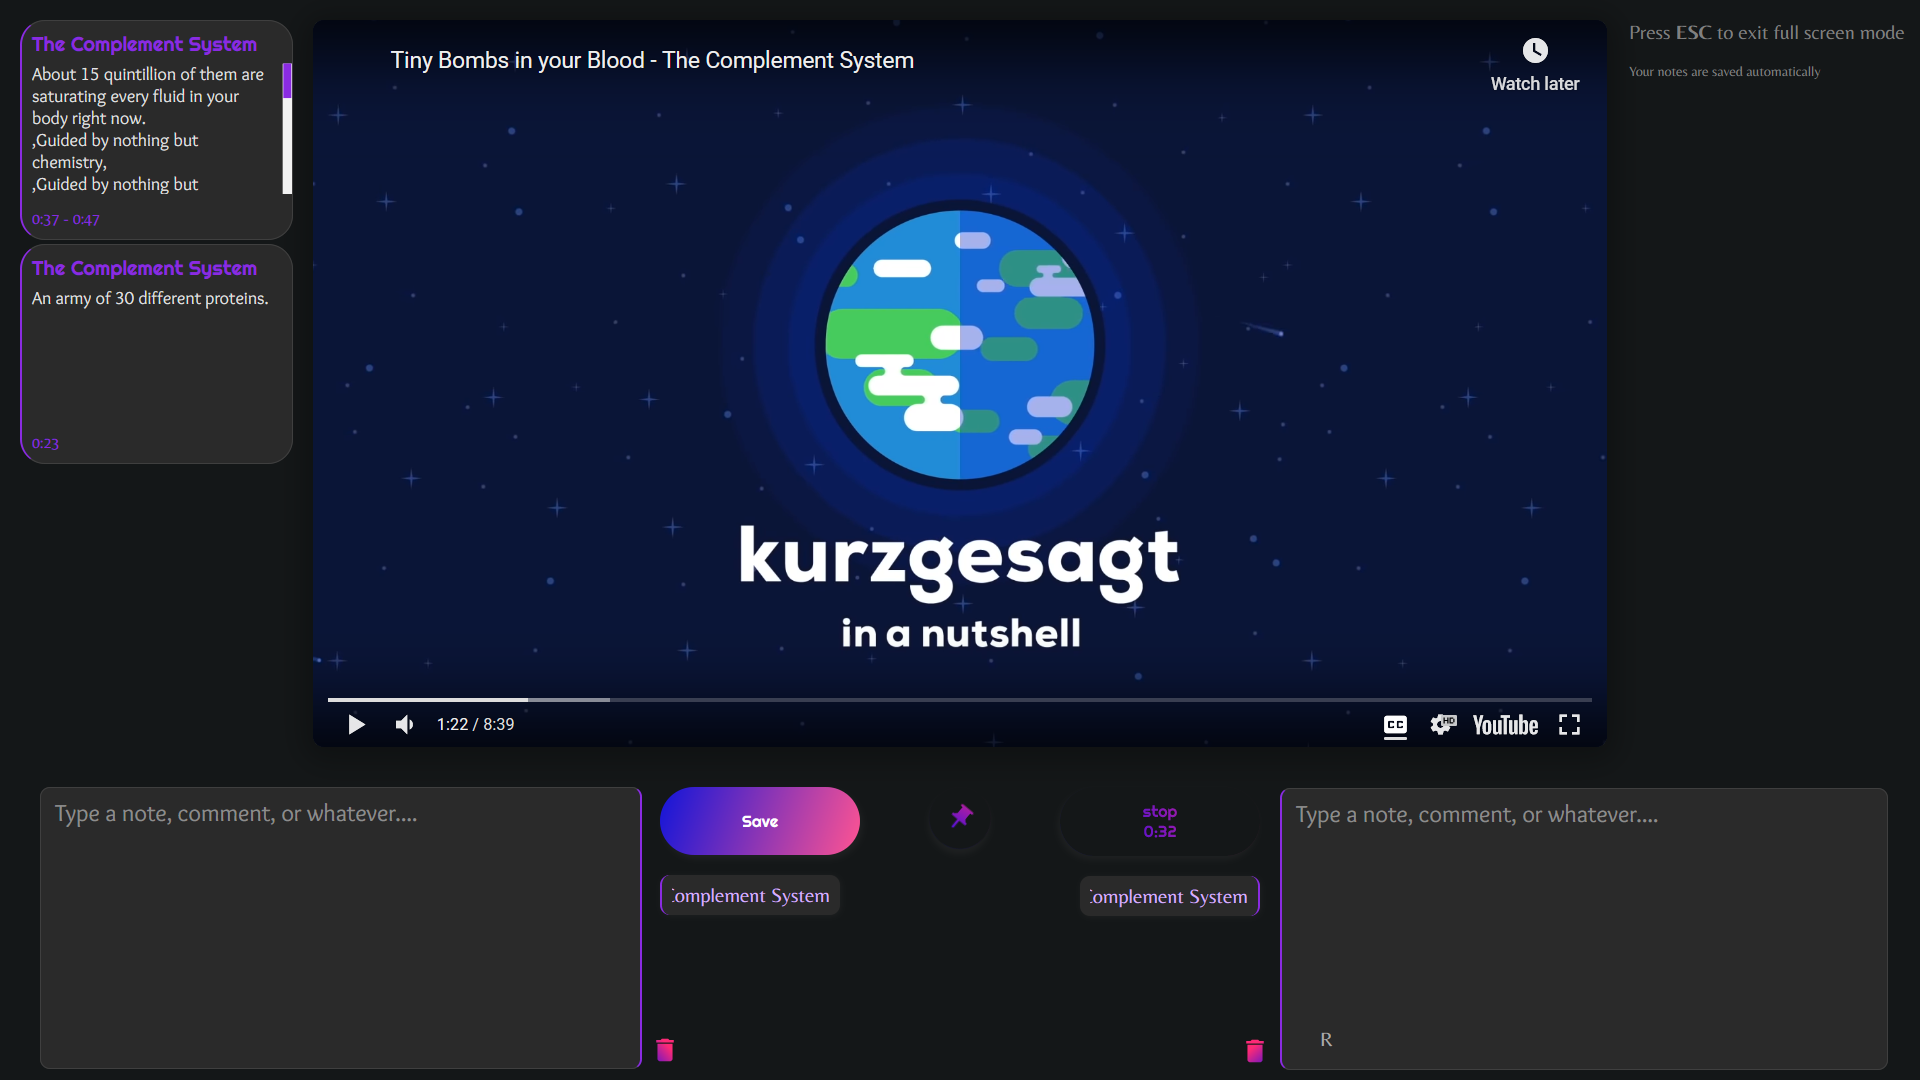 The Complement System
About 15 quintillion of them are
saturating every fluid in your
body right now.
,Guided by nothing but
chemistry,
,Guided by nothing but
0:37 - 0:47
The Complement System
An army of 30 different proteins.
0:23
Tiny Bombs in your Blood - The Complement System
Watch later
kurzgesagt
in a nutshell
1:22 / 8:39
CC
HD
YouTube
Press ESC to exit full screen mode
Your notes are saved automatically
Type a note, comment, or whatever....
Save
stop
0:32
Complement System
Complement System
Type a note, comment, or whatever....
R